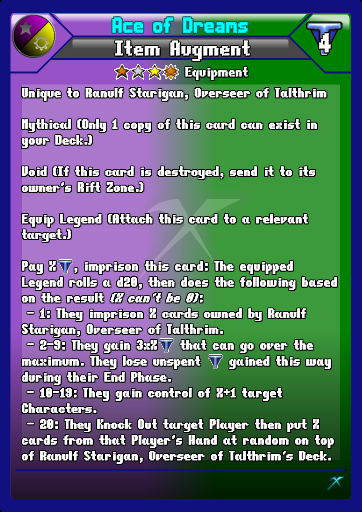 Ace of Dreams
Item Augment
4
Equipment
Unique to Ranulf Starigan, Overseer of Talthrim
Mythical (Only 1 copy of this card can exist in
your Deck.)
Void (If this card is destroyed, send it to its
owner's Rift Zone.)
Equip Legend (Attach this card to a relevant
target.)
Pay X , imprison this card: The equipped
Legend rolls a d20, then does the following based
on the result (X can't be 0):
- 1: They imprison X cards owned by Ranulf
Starigan, Overseer of Talthrim.
- 2-9: They gain 3xX that can go over the
maximum. They lose unspent gained this way
during their End Phase.
- 10-19: They gain control of X+1 target
Characters.
- 20: They Knock Out target Player then put X
cards from that Player's Hand at random on top
of Ranulf Starigan, Overseer of Talthrim's Deck.